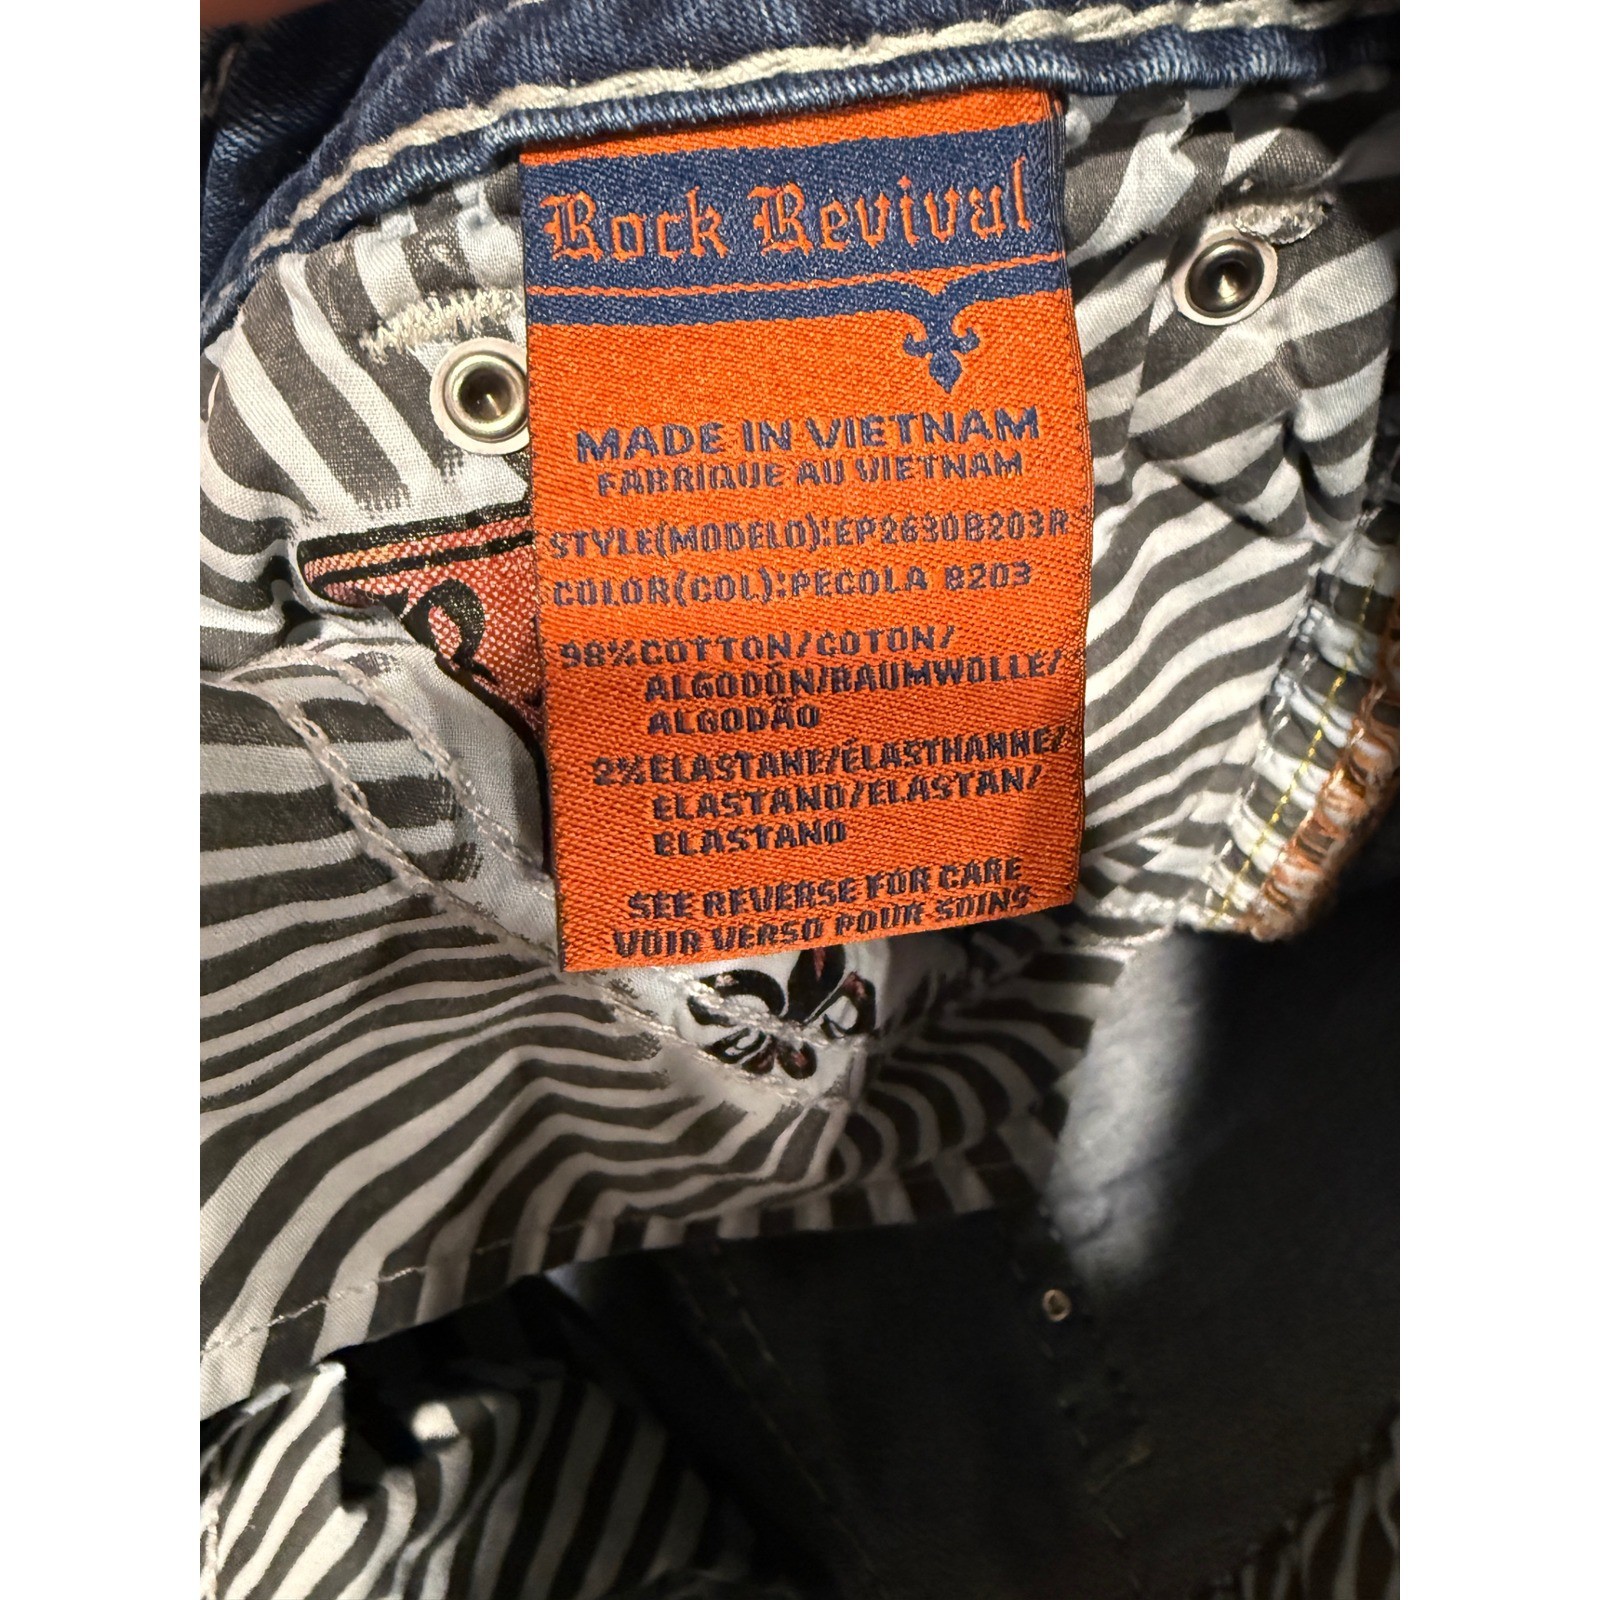 Rock Revival
MADE IN VIETNAM
FABRIQUE AU VIETNAM
STYLE(MODELO):EP2630B203R
COLOR(COL):PECOLA B203
98%COTTON/COTON/
ALGODÓN/BAUMWOLLE/
ALGODÃO
2%ELASTANE/ÉLASTHANNE/
ELASTANO/ELASTAN/
ELASTANO
SEE REVERSE FOR CARE
VOIR VERSO POUR SOINS